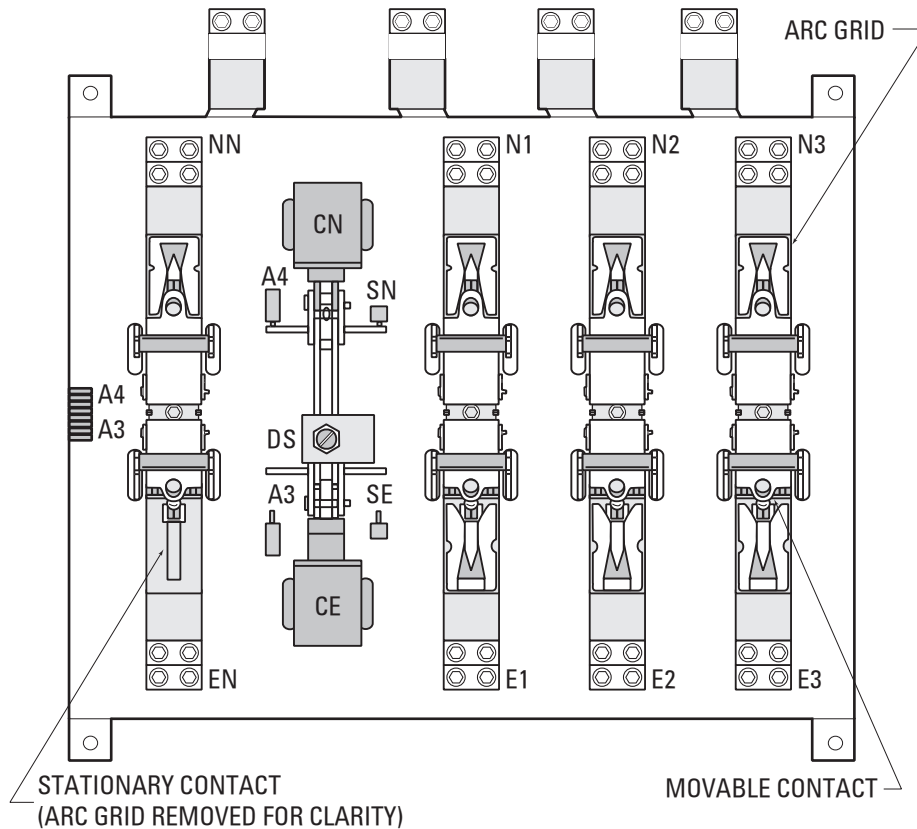 ARC GRID
NN
N1
N2
N3
CN
A4
SN
A4
A3
DS
A3
SE
CE
EN
E1
E2
E3
STATIONARY CONTACT
(ARC GRID REMOVED FOR CLARITY)
MOVABLE CONTACT